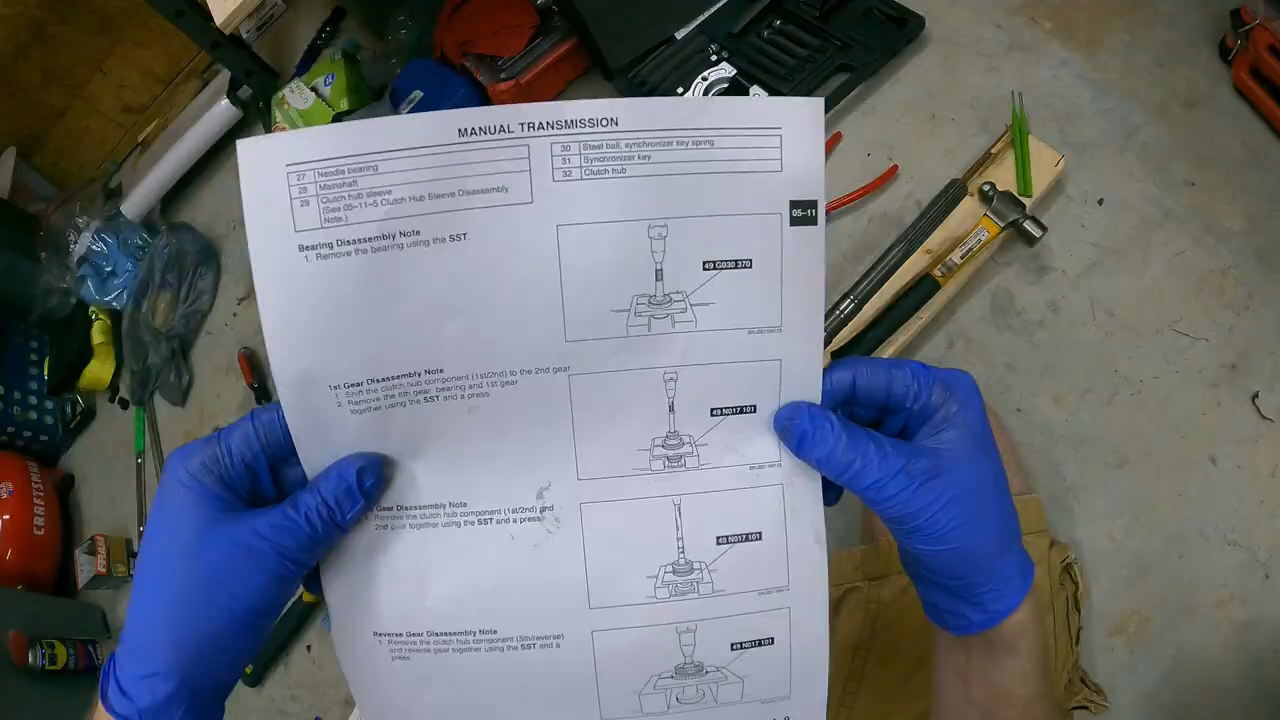 MANUAL TRANSMISSION
27 Needle bearing
28 Mainshaft
29 Clutch hub sleeve
(See 05–11–5 Clutch Hub Sleeve Disassembly
Note.)
30 Steel ball, synchronizer key spring
31 Synchronizer key
32 Clutch hub
05–11
Bearing Disassembly Note
1. Remove the bearing using the SST.
49 G030 370
1st Gear Disassembly Note
1. Shift the clutch hub component (1st/2nd) to the 2nd gear.
2. Remove the 6th gear, bearing and 1st gear
together using the SST and a press.
49 N017 101
Gear Disassembly Note
Remove the clutch hub component (1st/2nd) and
2nd gear together using the SST and a press.
49 N017 101
Reverse Gear Disassembly Note
1. Remove the clutch hub component (5th/reverse)
and reverse gear together using the SST and a
press.
49 N017 101
CRAFTSMAN
FRAM
WD